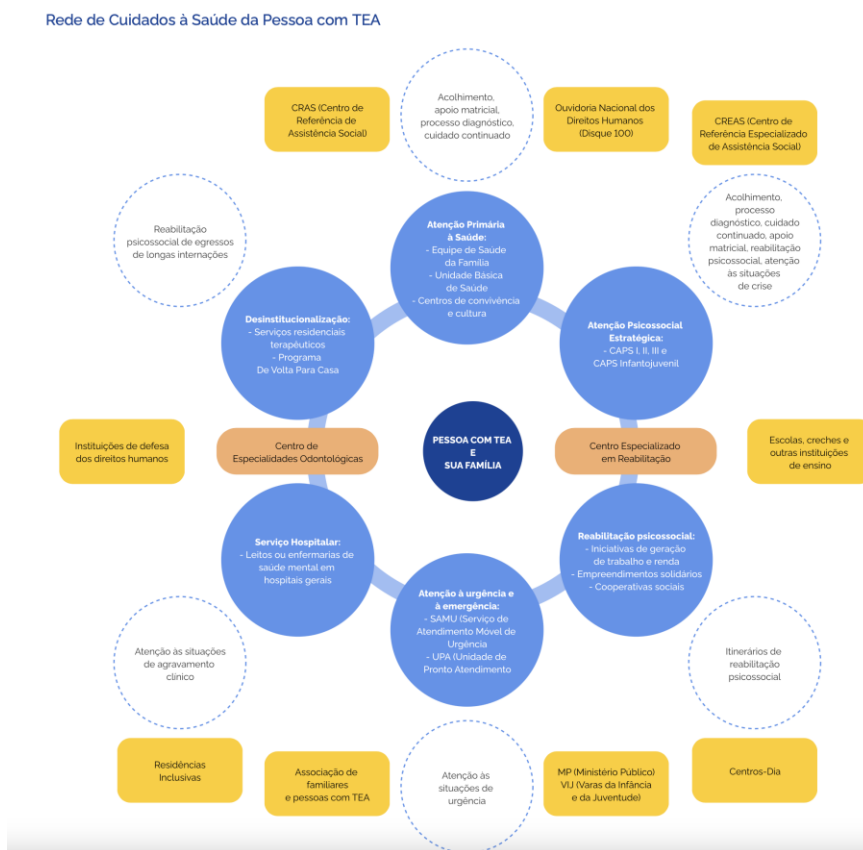 Rede de Cuidados à Saúde da Pessoa com TEA
CRAS (Centro de
Referência de
Assistência Social)
Acolhimento,
apoio matricial,
processo diagnóstico,
cuidado continuado
Ouvidoria Nacional dos
Direitos Humanos
(Disque 100)
CREAS (Centro de
Referência Especializado
de Assistência Social)
Reabilitação
psicossocial de egressos
de longas internações
Atenção Primária
à Saúde:
- Equipe de Saúde
da Família
- Unidade Básica
de Saúde
- Centros de convivência
e cultura
Acolhimento,
processo
diagnóstico, cuidado
continuado, apoio
matricial, reabilitação
psicossocial, atenção
às situações
de crise
Desinstitucionalização:
- Serviços residenciais
terapêuticos
- Programa
De Volta Para Casa
Atenção Psicossocial
Estratégica:
- CAPS I, II, III e
CAPS Infantojuvenil
Instituições de defesa
dos direitos humanos
Centro de
Especialidades Odontológicas
PESSOA COM TEA
E
SUA FAMÍLIA
Centro Especializado
em Reabilitação
Escolas, creches e
outras instituições
de ensino
Serviço Hospitalar:
- Leitos ou enfermarias de
saúde mental em
hospitais gerais
Atenção à urgência e
à emergência:
- SAMU (Serviço de
Atendimento Móvel de
Urgência
- UPA (Unidade de
Pronto Atendimento
Reabilitação psicossocial:
- Iniciativas de geração
de trabalho e renda
- Empreendimentos solidários
- Cooperativas sociais
Atenção às situações
de agravamento
clínico
Itinerários de
reabilitação
psicossocial
Residências
Inclusivas
Associação de
familiares
e pessoas com TEA
Atenção às
situações de
urgência
MP (Ministério Público)
VIJ (Varas da Infância
e da Juventude)
Centros-Dia